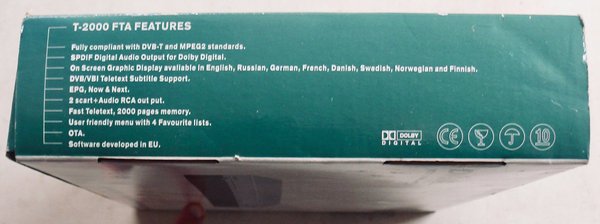 T-2000 FTA FEATURES
Fully compliant with DVB-T and MPEG2 standards.
SPDIF Digital Audio Output for Dolby Digital.
On Screen Graphic Display available in English, Russian, German, French, Danish, Swadish, Norwegian and Finnish.
DVB/VBI Teletext Subtitle Support.
EPG, Now & Next.
2 scart+Audio RCA out put.
Fast Teletext, 2000 pages memory.
User friendly menu with 4 Favourite lists.
OTA.
Software developed in EU.
DOLBY
DIGITAL
CE
10